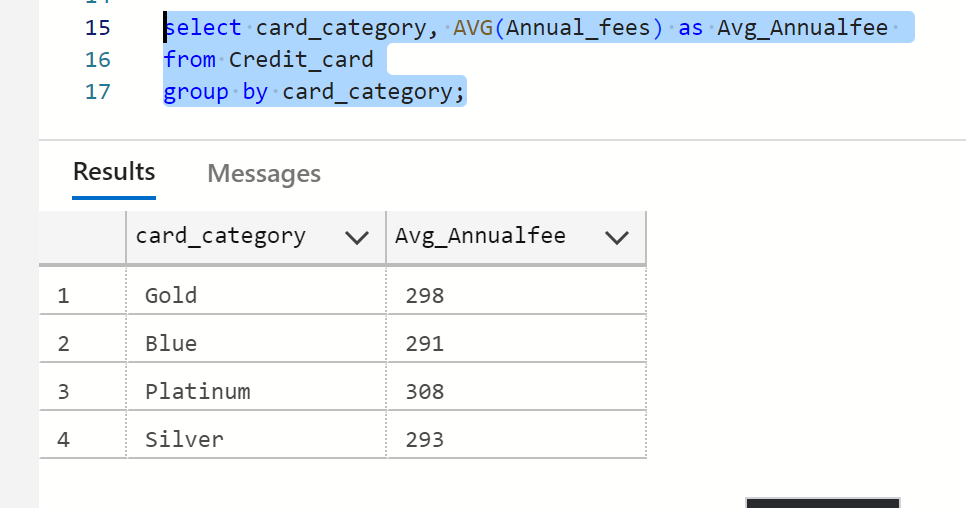 15 select card_category, AVG(Annual_fees) as Avg_Annualfee
16 from Credit_card
17 group by card_category;
Results Messages
card_category Avg_Annualfee
1 Gold 298
2 Blue 291
3 Platinum 308
4 Silver 293